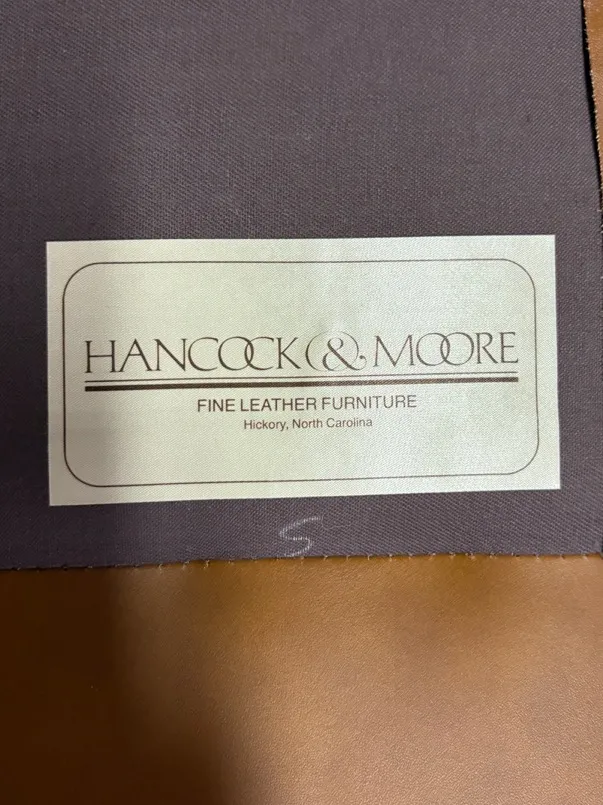 HANCOCK & MOORE
FINE LEATHER FURNITURE
Hickory, North Carolina
S